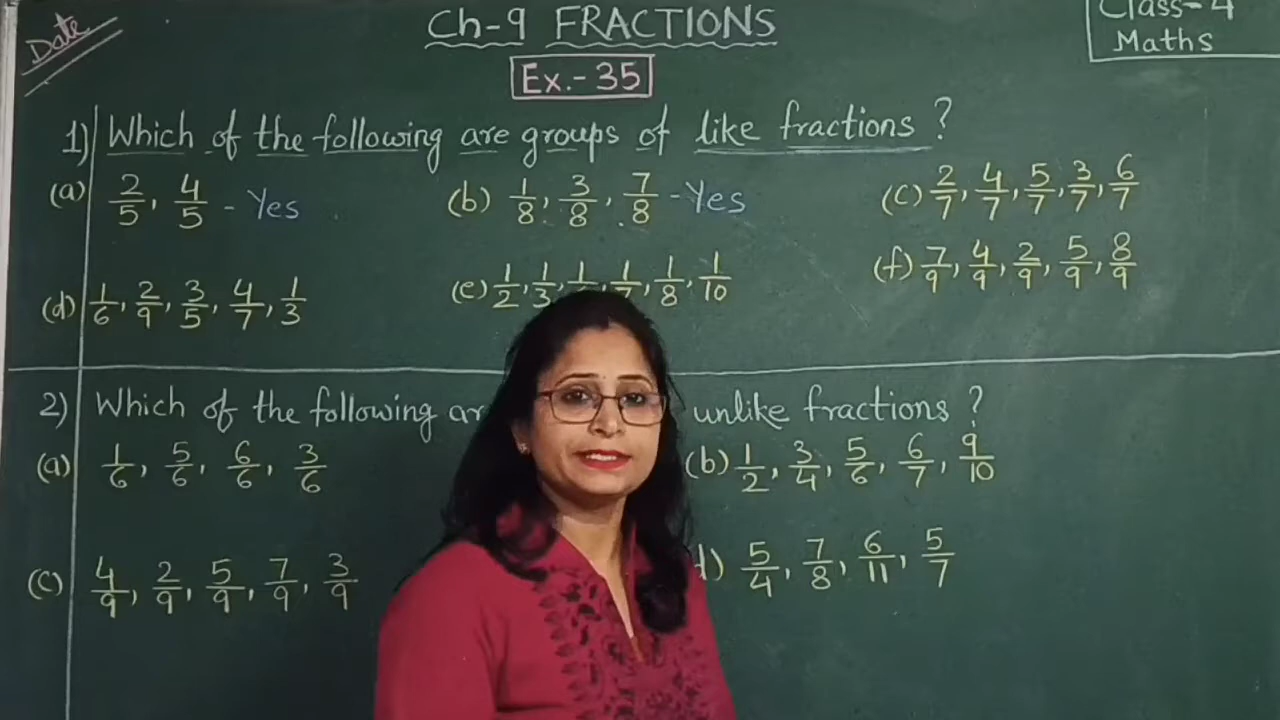 Date
Ch-9 FRACTIONS
Class-4
Maths
Ex.-35
1) Which of the following are groups of like fractions ?
(a) 2/5, 4/5 - Yes
(b) 1/8, 3/8, 7/8 - Yes
(c) 2/7, 4/7, 5/7, 3/7, 6/7
(d) 1/6, 2/9, 3/5, 4/7, 1/3
(e) 1/2, 1/3, 1/8, 1/10
(f) 7/9, 4/9, 2/9, 5/9, 8/9
2) Which of the following unlike fractions ?
(a) 1/6, 5/6, 6/6, 3/6
(b) 1/2, 3/4, 5/6, 6/7, 9/10
(c) 4/9, 2/9, 5/9, 7/9, 3/9
d) 5/4, 7/8, 6/11, 5/7